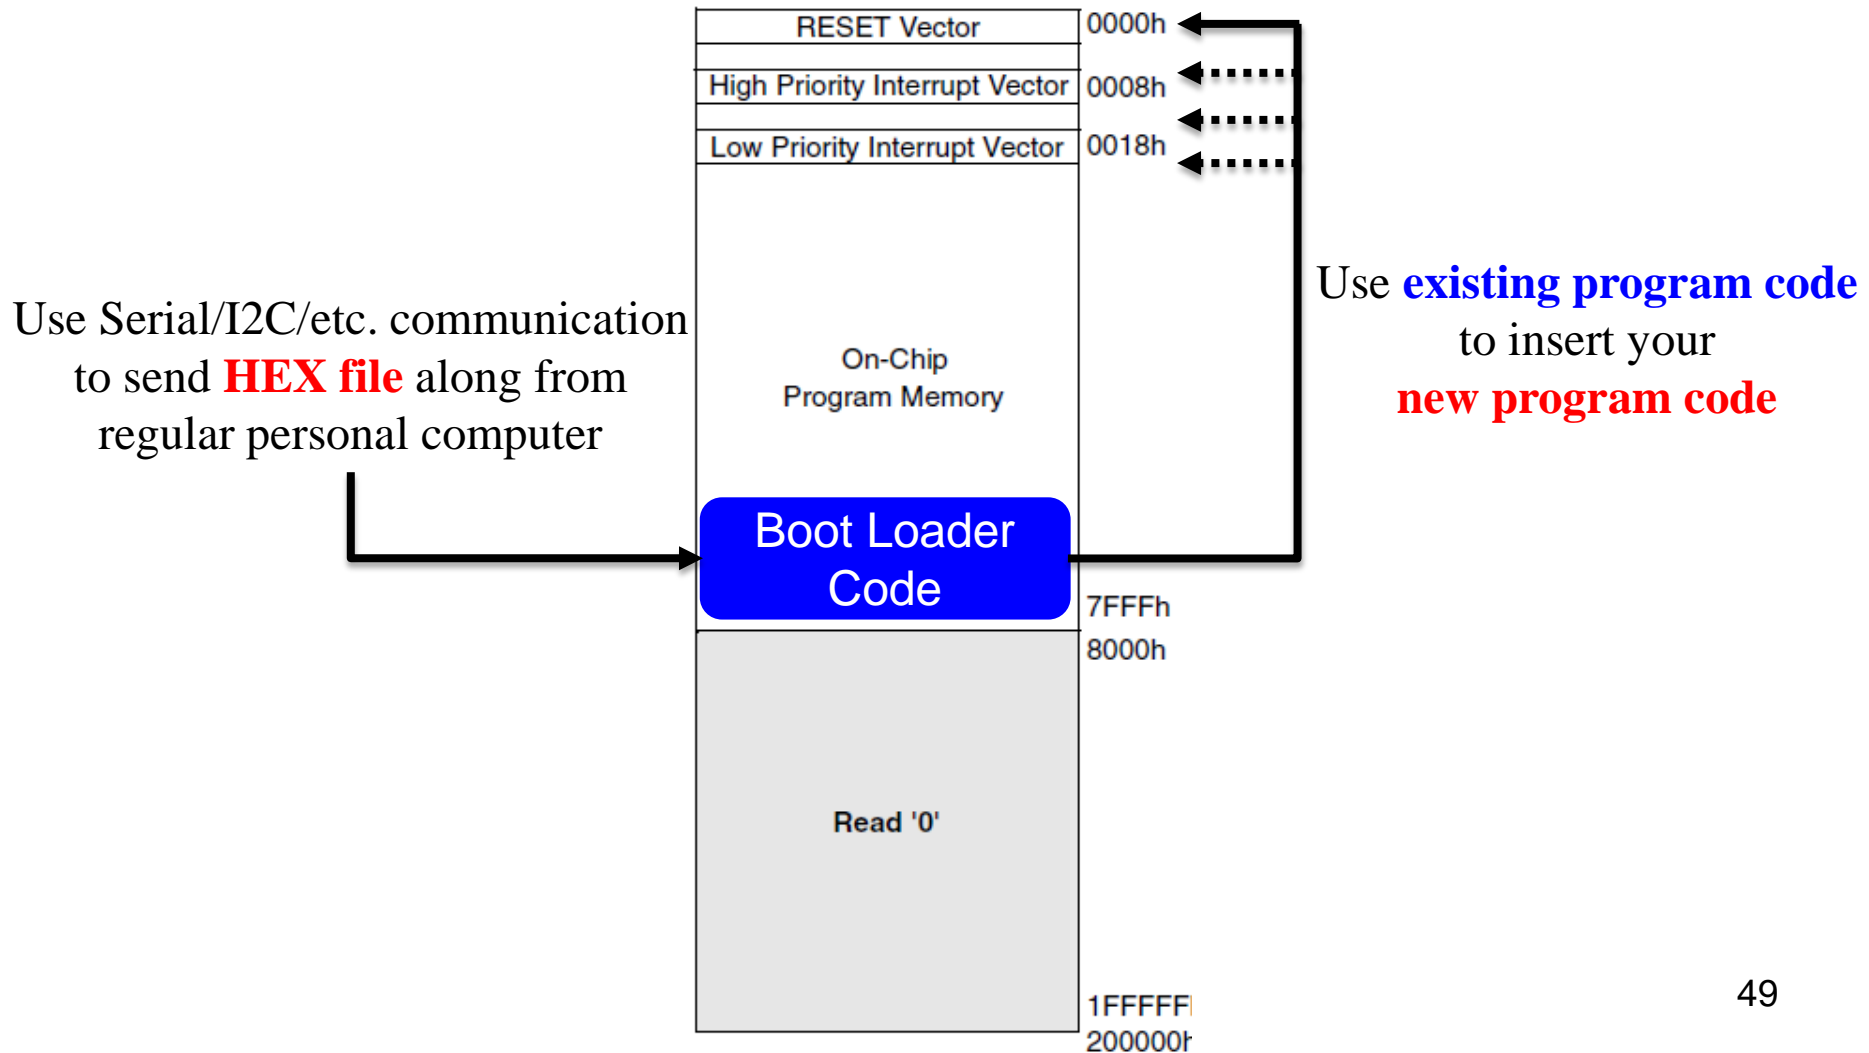 RESET Vector
0000h
High Priority Interrupt Vector
0008h
Low Priority Interrupt Vector
0018h
Use Serial/I2C/etc. communication
to send HEX file along from
regular personal computer
On-Chip
Program Memory
Use existing program code
to insert your
new program code
Boot Loader
Code
7FFFh
8000h
Read '0'
1FFFFF
200000h
49